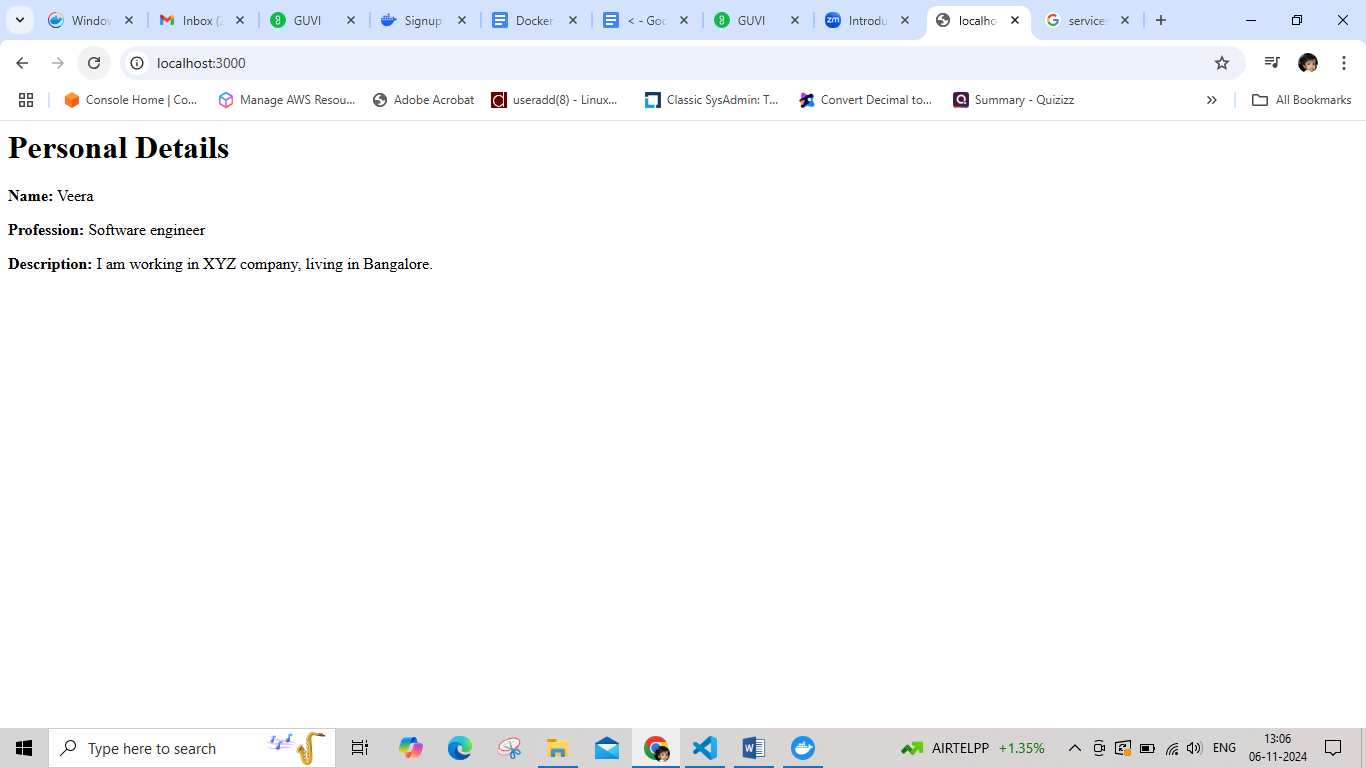 Window
Inbox (2
GUVI
Signup
Docker
< - Goo
GUVI
zm Introdu
localho
services
localhost:3000
Console Home | Co...
Manage AWS Resou...
Adobe Acrobat
useradd(8) - Linux...
Classic SysAdmin: T...
Convert Decimal to...
Summary - Quizizz
All Bookmarks
Personal Details
Name: Veera
Profession: Software engineer
Description: I am working in XYZ company, living in Bangalore.
Type here to search
AIRTELPP +1.35%
ENG
13:06
06-11-2024